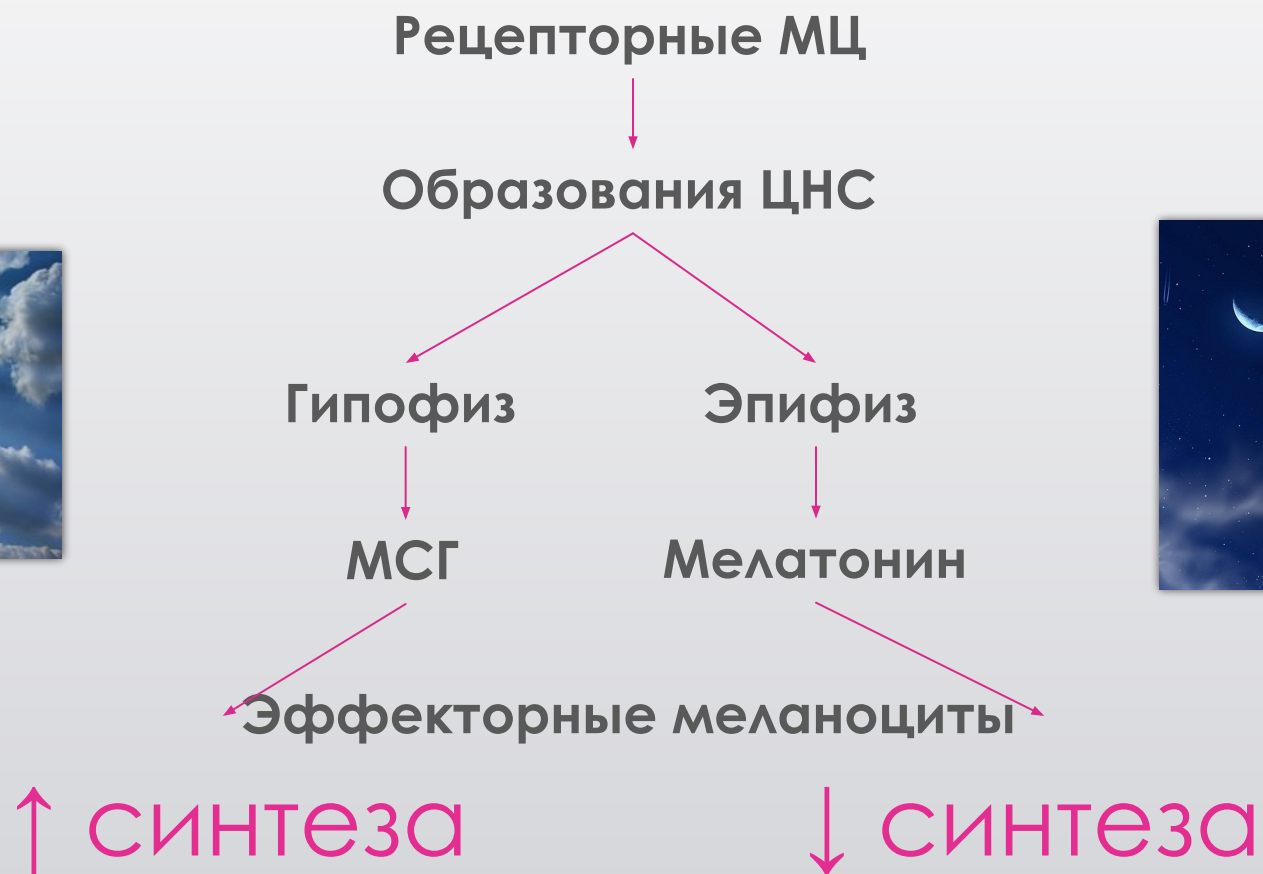 Рецепторные МЦ
Образования ЦНС
Гипофиз Эпифиз
МСГ Мелатонин
Эффекторные меланоциты
↑ синтеза ↓ синтеза